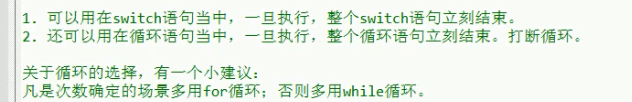 1. 可以用在switch语句当中，一旦执行，整个switch语句立刻结束。
2. 还可以用在循环语句当中，一旦执行，整个循环语句立刻结束。打断循环。
关于循环的选择，有一个小建议：
凡是次数确定的场景多用for循环；否则多用while循环。